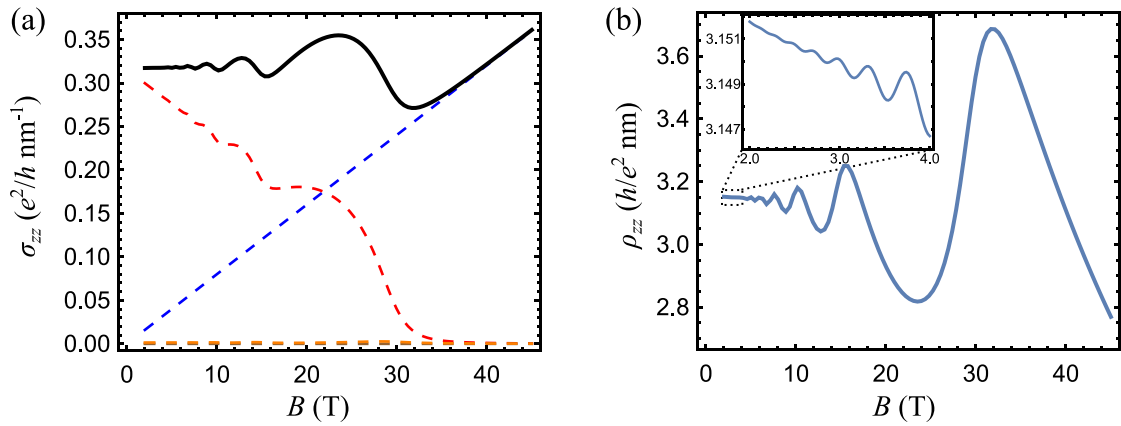 (a)
0.35
0.30
0.25
0.20
0.15
0.10
0.05
0.00
σzz (e²/h nm⁻¹)
0 10 20 30 40
B (T)
(b)
3.6
3.4
3.2
3.0
2.8
ρzz (h/e² nm)
0 10 20 30 40
B (T)
3.151
3.149
3.147
2.0 3.0 4.0